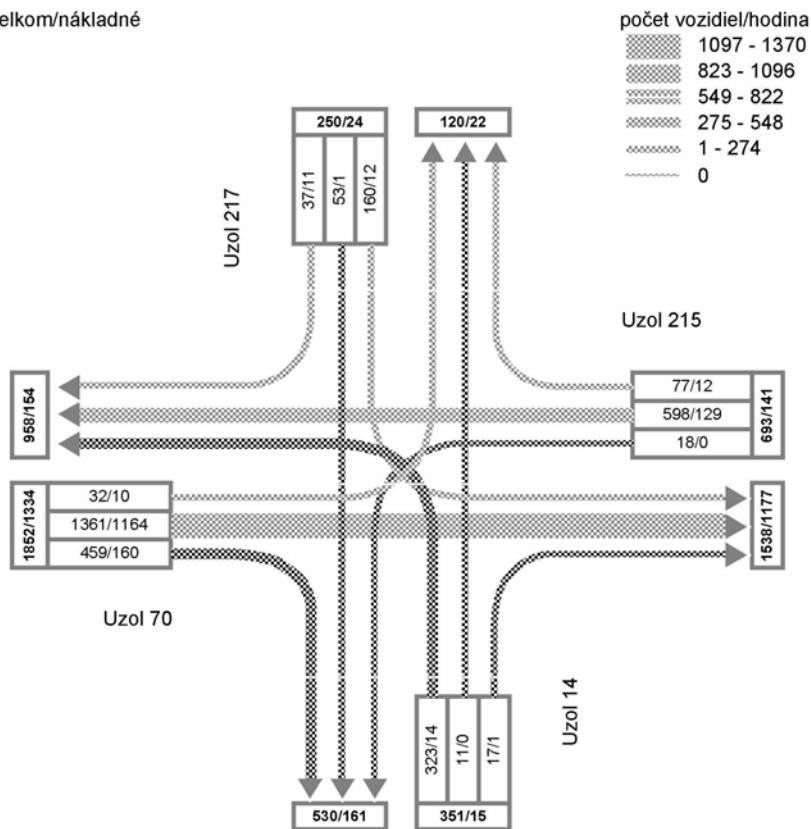 elkom/nákladné
počet vozidiel/hodina
1097 - 1370
823 - 1096
549 - 822
275 - 548
1 - 274
0
250/24
37/11
53/1
160/12
Uzol 217
120/22
Uzol 215
77/12
598/129
18/0
693/141
958/154
1852/1334
32/10
1361/1164
459/160
1538/1177
Uzol 70
Uzol 14
323/14
11/0
17/1
351/15
530/161